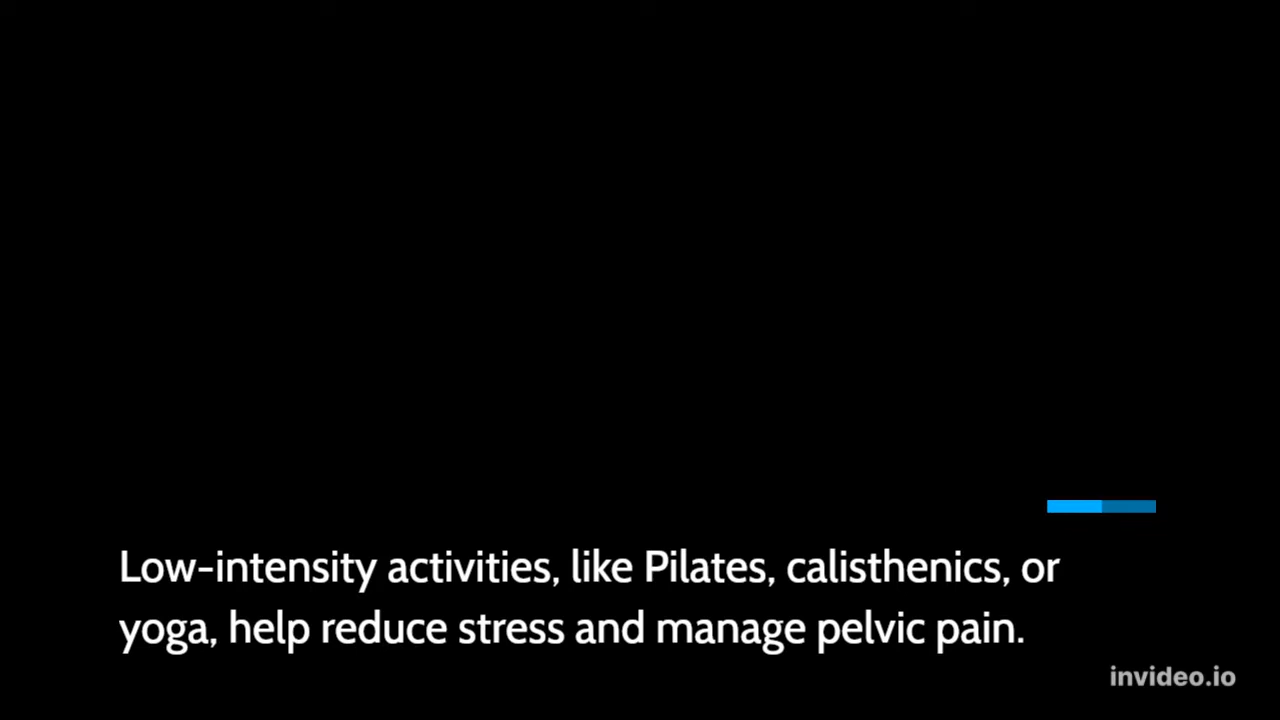 Low-intensity activities, like Pilates, calisthenics, or
yoga, help reduce stress and manage pelvic pain.
invideo.io